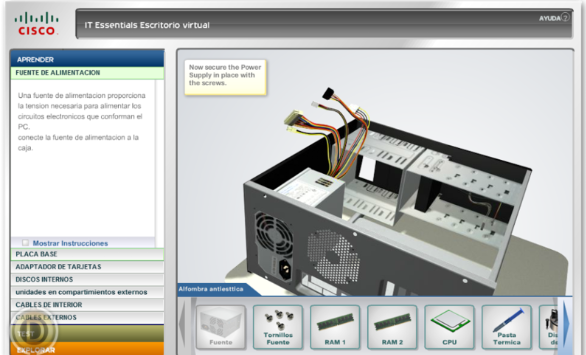 CISCO
IT Essentials Escritorio virtual
AYUDA ?
APRENDER
FUENTE DE ALIMENTACION
Una fuente de alimentacion proporciona
la tension necesaria para alimentar los
circuitos electronicos que conforman el
PC.
conecte la fuente de alimentacion a la
caja.
Mostrar Instrucciones
PLACA BASE
ADAPTADOR DE TARJETAS
DISCOS INTERNOS
unidades en compartimientos externos
CABLES DE INTERIOR
CABLES EXTERNOS
TEST
EXPLORAR
Now secure the Power
Supply in place with
the screws.
Alfombra antiestitica
Fuente
Tornillos
Fuente
RAM 1
RAM 2
CPU
Pasta
Termica